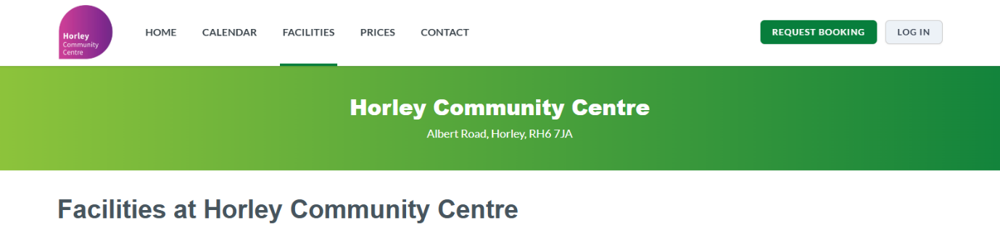 Horley
Community
Centre
HOME CALENDAR FACILITIES PRICES CONTACT REQUEST BOOKING LOG IN
Horley Community Centre
Albert Road, Horley, RH6 7JA
Facilities at Horley Community Centre